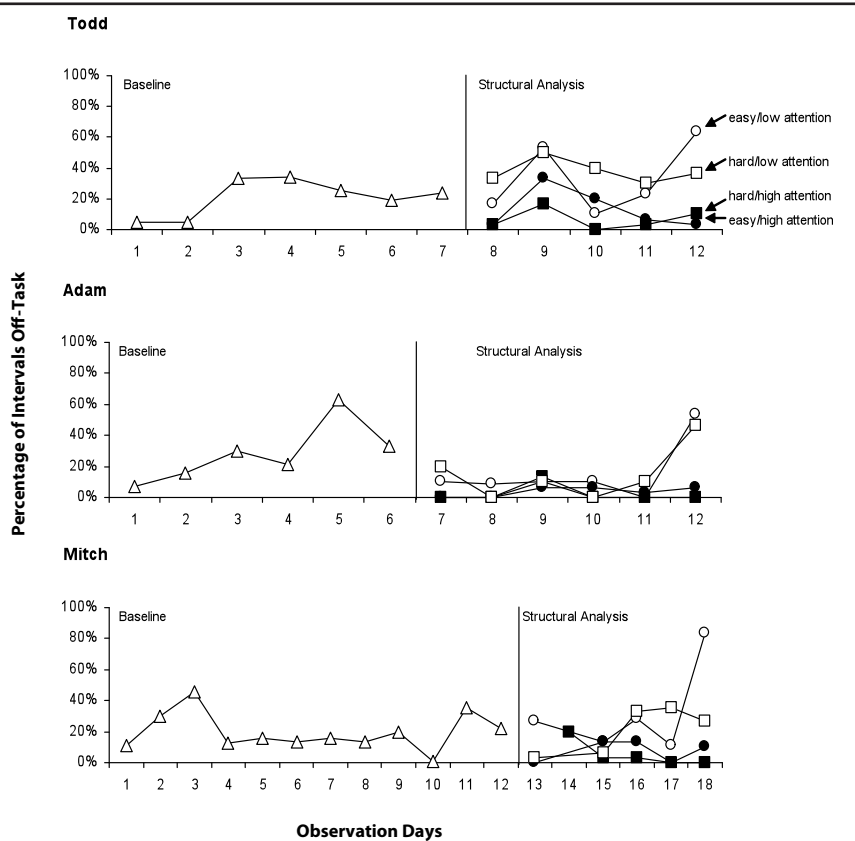 Todd
100%
80%
60%
40%
20%
0%
Baseline
Structural Analysis
easy/low attention
hard/low attention
hard/high attention
easy/high attention
1 2 3 4 5 6 7 8 9 10 11 12
Adam
100%
80%
60%
40%
20%
0%
Baseline
Structural Analysis
1 2 3 4 5 6 7 8 9 10 11 12
Mitch
100%
80%
60%
40%
20%
0%
Baseline
Structural Analysis
1 2 3 4 5 6 7 8 9 10 11 12 13 14 15 16 17 18
Percentage of Intervals Off-Task
Observation Days